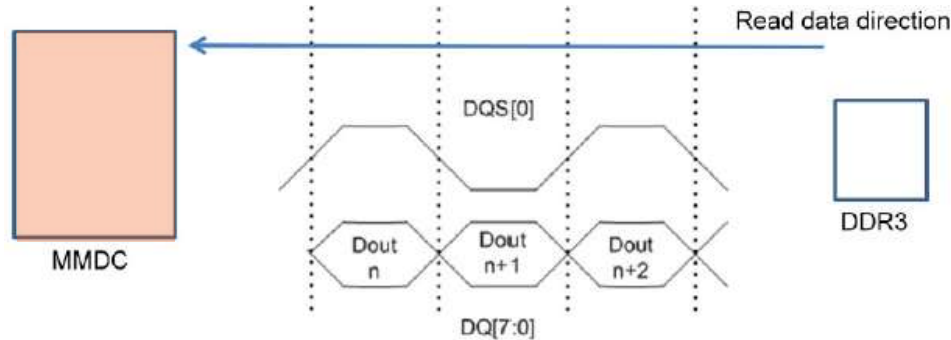 Read data direction
DQS[0]
MMDC
DDR3
Dout
n
Dout
n+1
Dout
n+2
DQ[7:0]